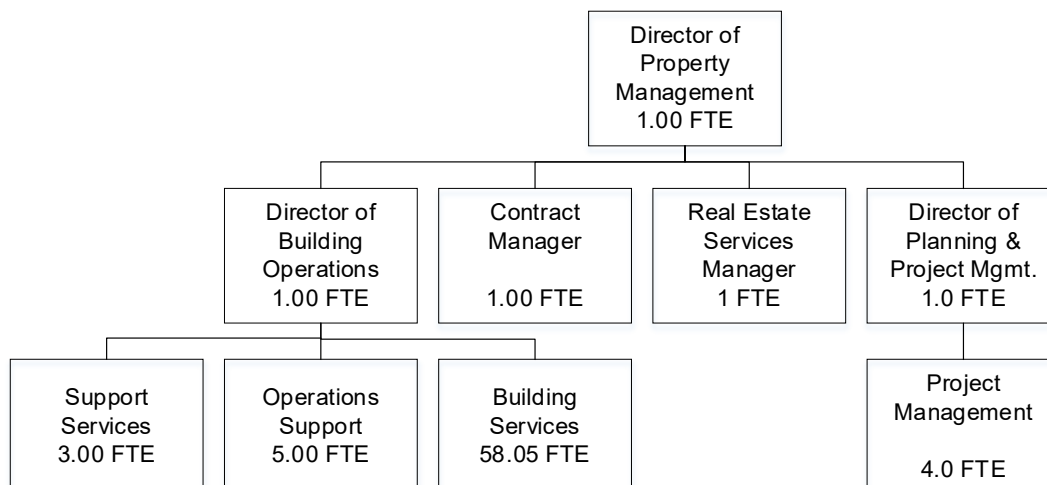 Director of
Property
Management
1.00 FTE
Director of
Building
Operations
1.00 FTE
Contract
Manager
1.00 FTE
Real Estate
Services
Manager
1 FTE
Director of
Planning &
Project Mgmt.
1.0 FTE
Support
Services
3.00 FTE
Operations
Support
5.00 FTE
Building
Services
58.05 FTE
Project
Management
4.0 FTE